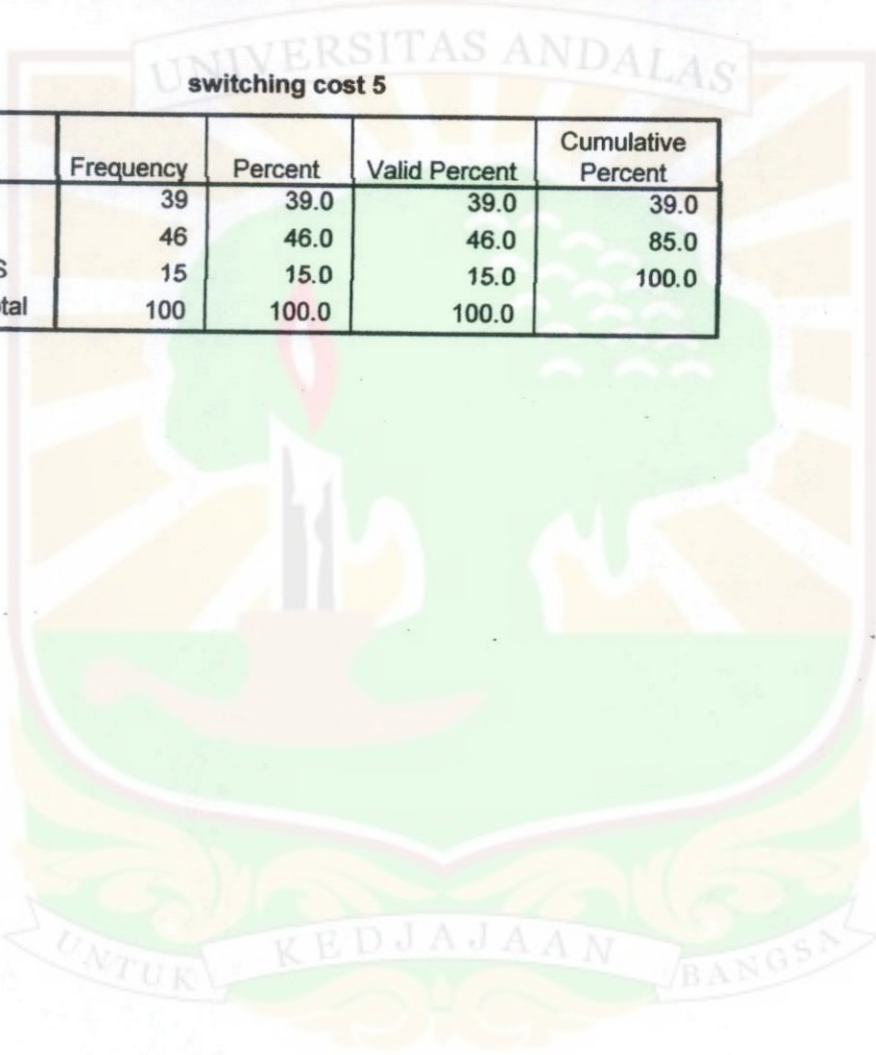 UNIVERSITAS ANDALAS
switching cost 5
Frequency Percent Valid Percent Cumulative Percent
39 39.0 39.0 39.0
46 46.0 46.0 85.0
S 15 15.0 15.0 100.0
otal 100 100.0 100.0
UNTUK KEDJAJAAN BANGSA